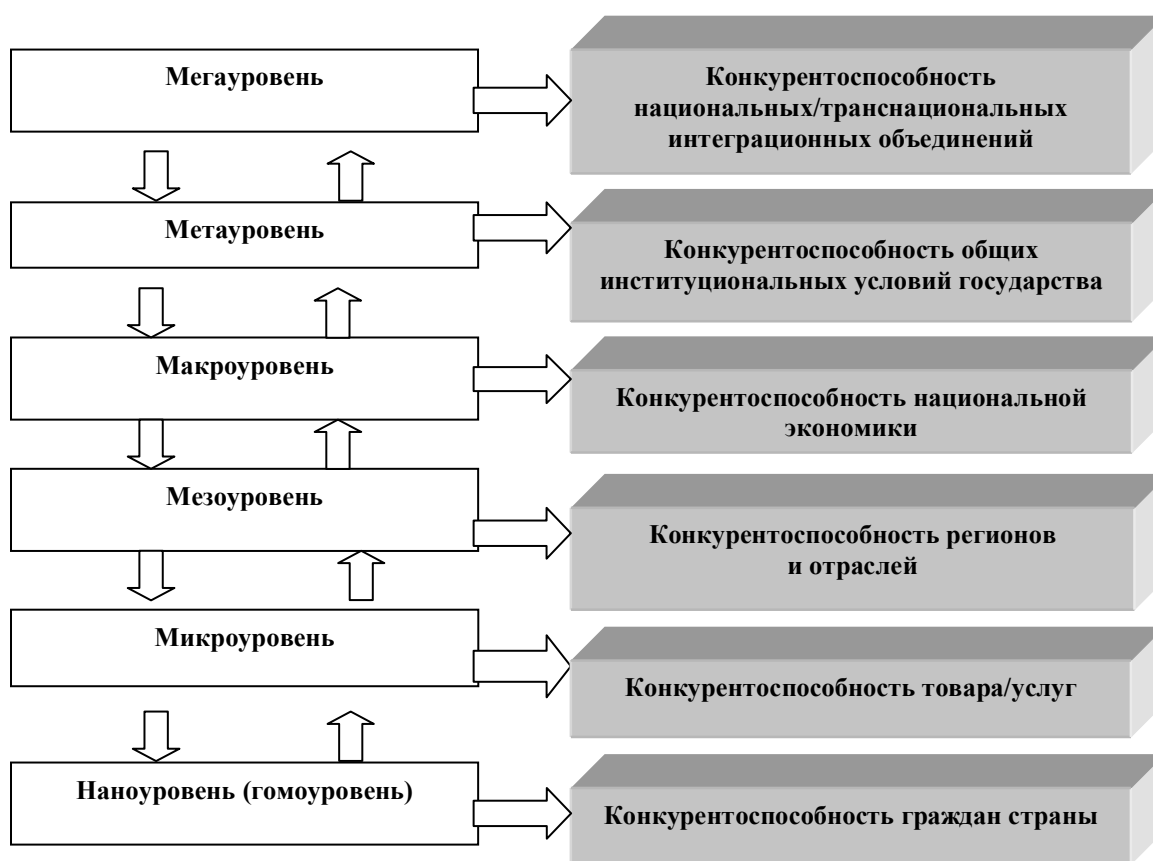 Мегауровень
Конкурентоспособность
национальных/транснациональных
интеграционных объединений
Метауровень
Конкурентоспособность общих
институциональных условий государства
Макроуровень
Конкурентоспособность национальной
экономики
Мезоуровень
Конкурентоспособность регионов
и отраслей
Микроуровень
Конкурентоспособность товара/услуг
Наноуровень (гомоуровень)
Конкурентоспособность граждан страны